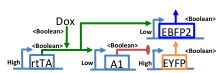 <Boolean>
Dox
<Boolean>
<Boolean>
<Boolean>
Low
EBFP2
<Boolean>
High
rtTA
Low
A1
High
EYFP